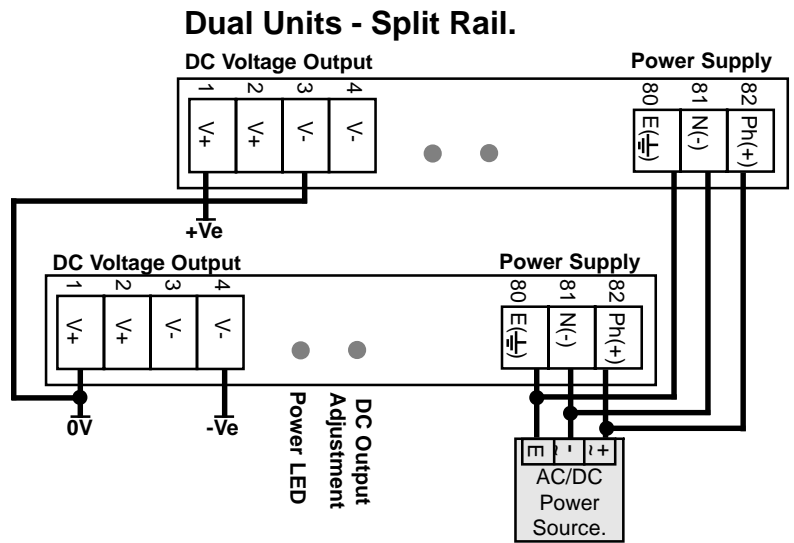 Dual Units - Split Rail.
DC Voltage Output
Power Supply
1 2 3 4
80 81 82
V+ V+ V- V-
E(⏚) N(-) Ph(+)
+Ve
DC Voltage Output
Power Supply
1 2 3 4
80 81 82
V+ V+ V- V-
E(⏚) N(-) Ph(+)
0V
-Ve
Power LED
DC Output
Adjustment
E ~- ~+
AC/DC
Power
Source.